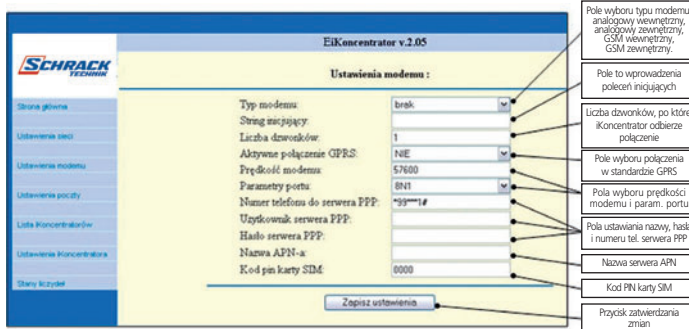 EiKoncentrator v.2.05
SCHRACK
TECHNIK
Ustawienia modemu :
Strona główna
Ustawienia sieci
Ustawienia modemu
Ustawienia poczty
Lista Koncentratorów
Ustawienia iKoncentratora
Stany liczydeł
Typ modemu: brak
String inicjujący:
Liczba dzwonków: 1
Aktywne połączenie GPRS: NIE
Prędkość modemu: 57600
Parametry portu: 8N1
Numer telefonu do serwera PPP: *99***1#
Użytkownik serwera PPP:
Hasło serwera PPP:
Nazwa APN-a:
Kod pin karty SIM: 0000
Zapisz ustawienia
Pole wyboru typu modemu:
analogowy wewnętrzny,
analogowy zewnętrzny,
GSM wewnętrzny,
GSM zewnętrzny.
Pole to wprowadzenia
poleceń inicjujących
Liczba dzwonków, po które
iKoncentrator odbierze
połączenie
Pole wyboru połączenia
w standardzie GPRS
Pola wyboru prędkości
modemu i param. portu
Pola ustawiania nazwy, hasła
i numeru tel. serwera PPP
Nazwa serwera APN
Kod PIN karty SIM
Przycisk zatwierdzania
zmian